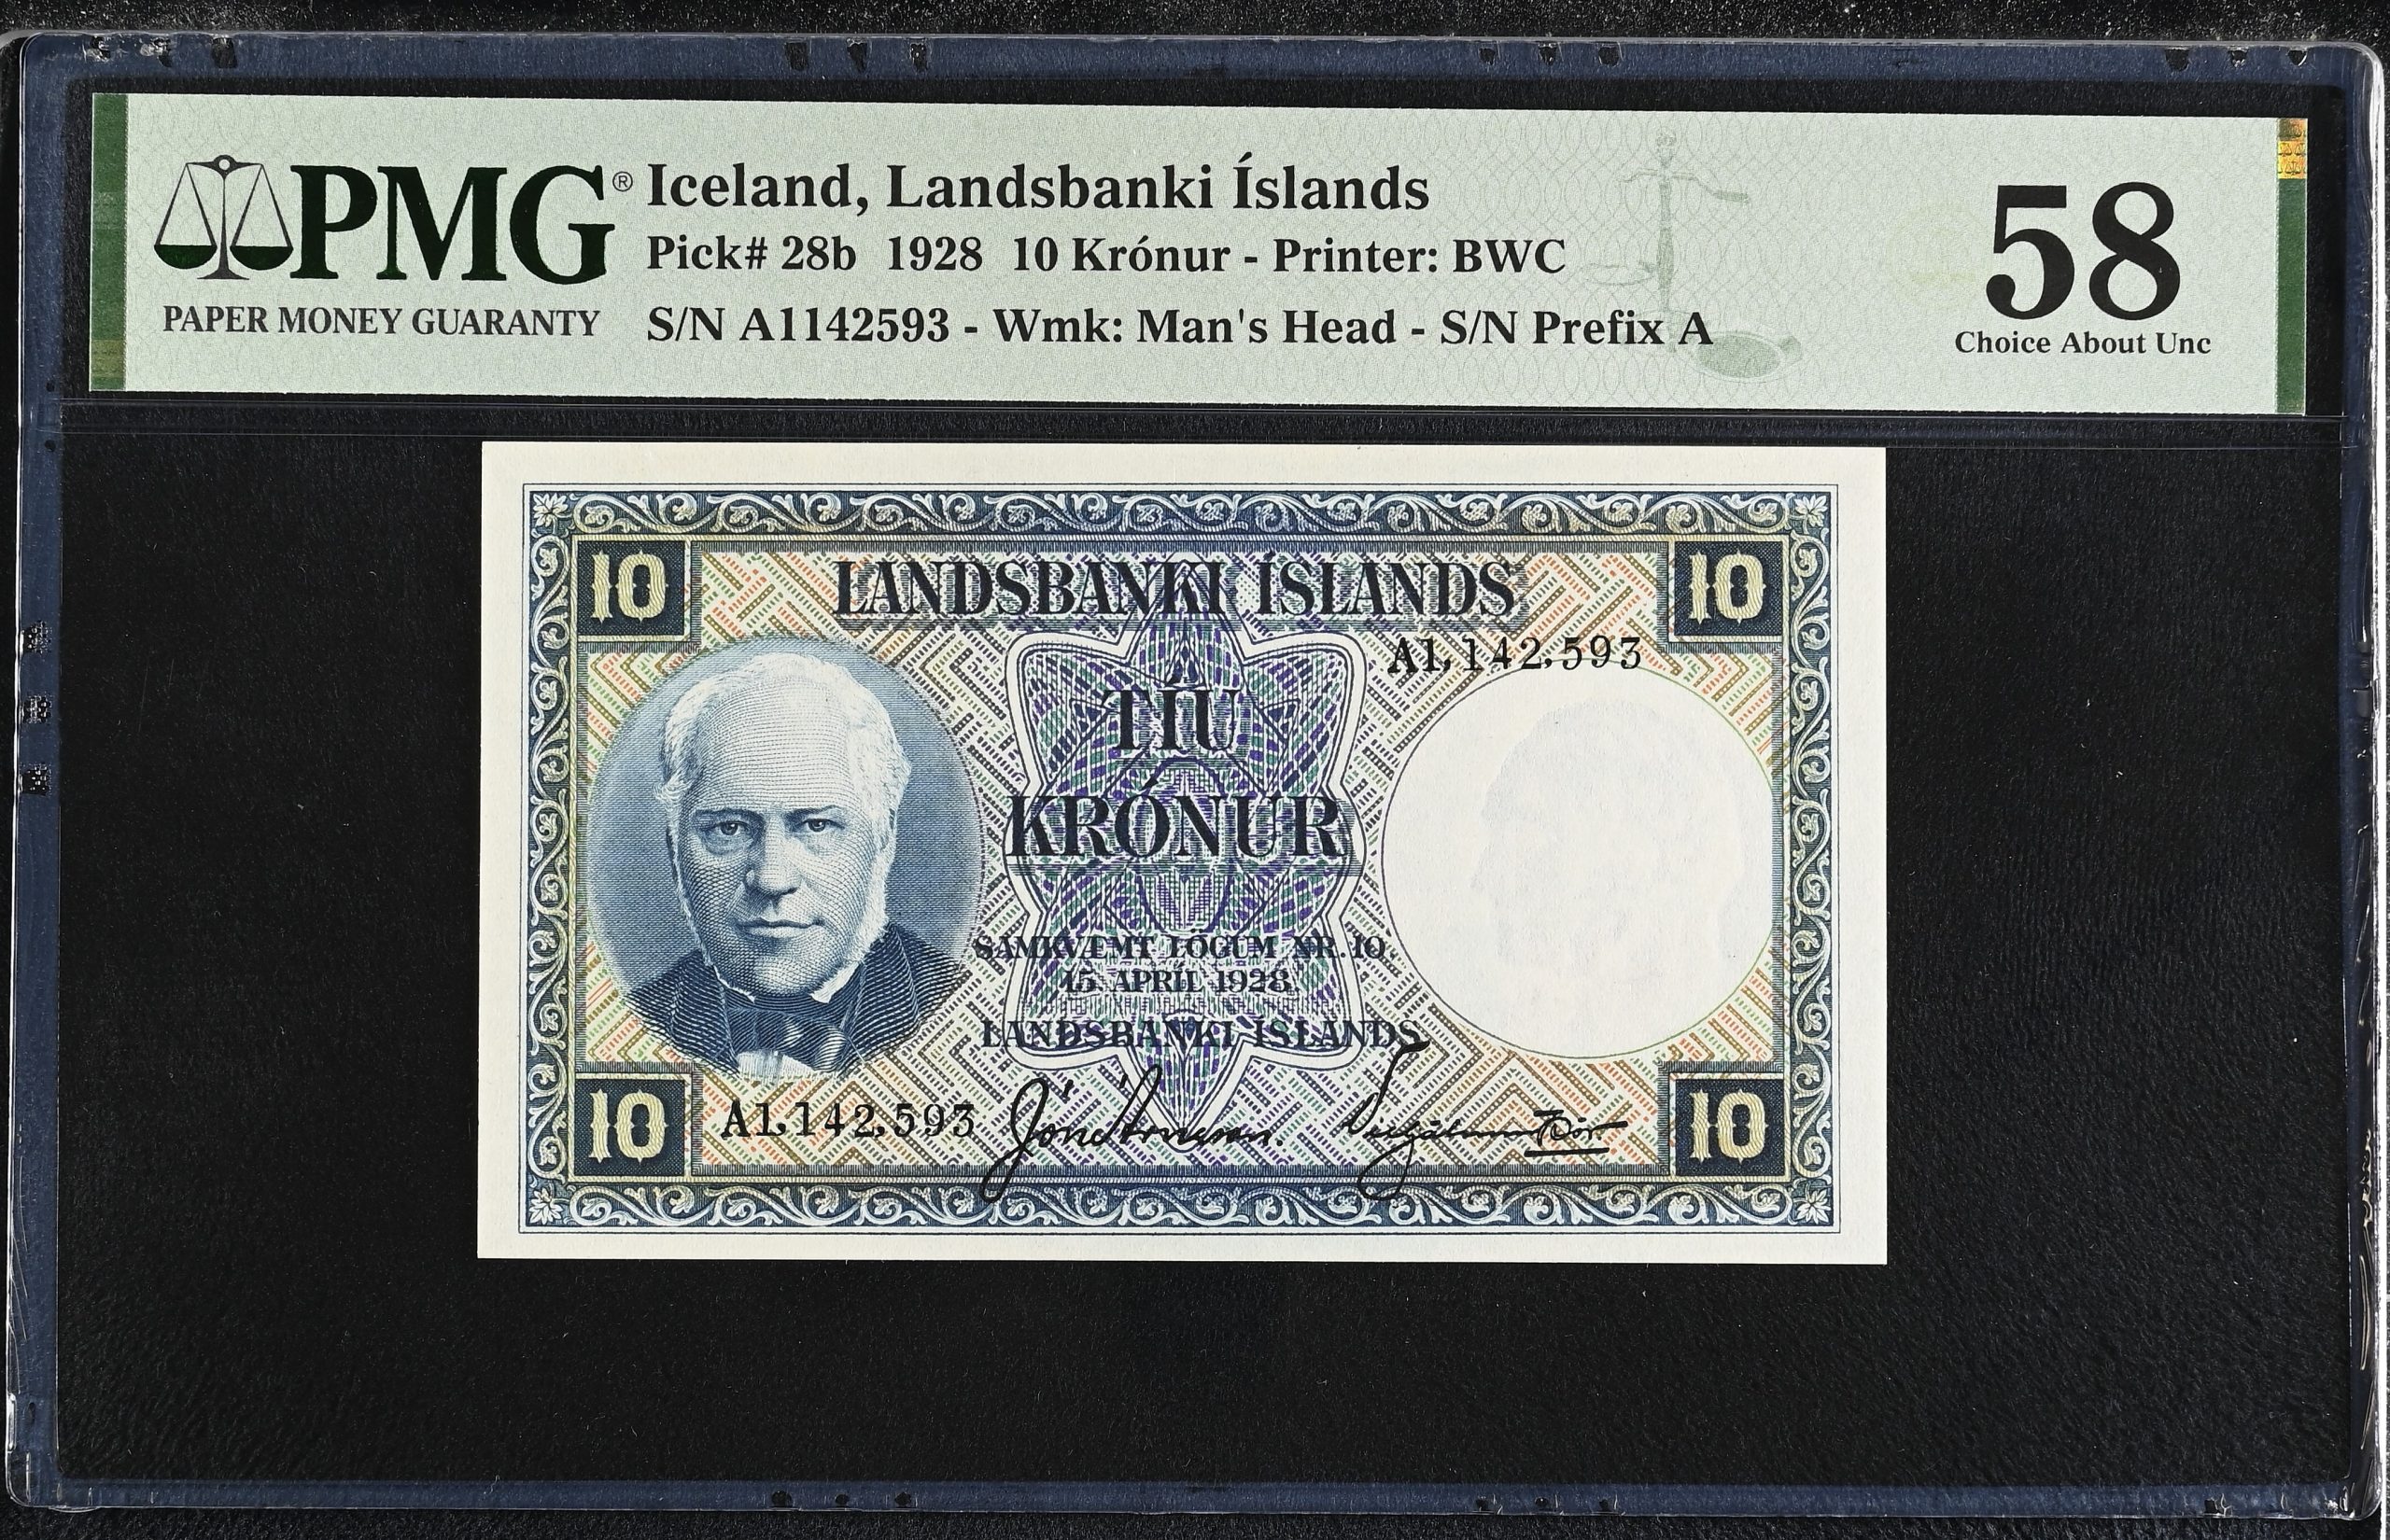 PMG®
PAPER MONEY GUARANTY
Iceland, Landsbanki Íslands
Pick# 28b 1928 10 Krónur - Printer: BWC
S/N A1142593 - Wmk: Man's Head - S/N Prefix A
58
Choice About Unc
10
LANDSBANKI ÍSLANDS
10
A1,142,593
TÍU
KRÓNUR
SAMKVÆMT LÖGUM NR. 10.
15. APRÍL 1928.
LANDSBANKI ÍSLANDS
10
A1,142,593
Jón Árnason.
10